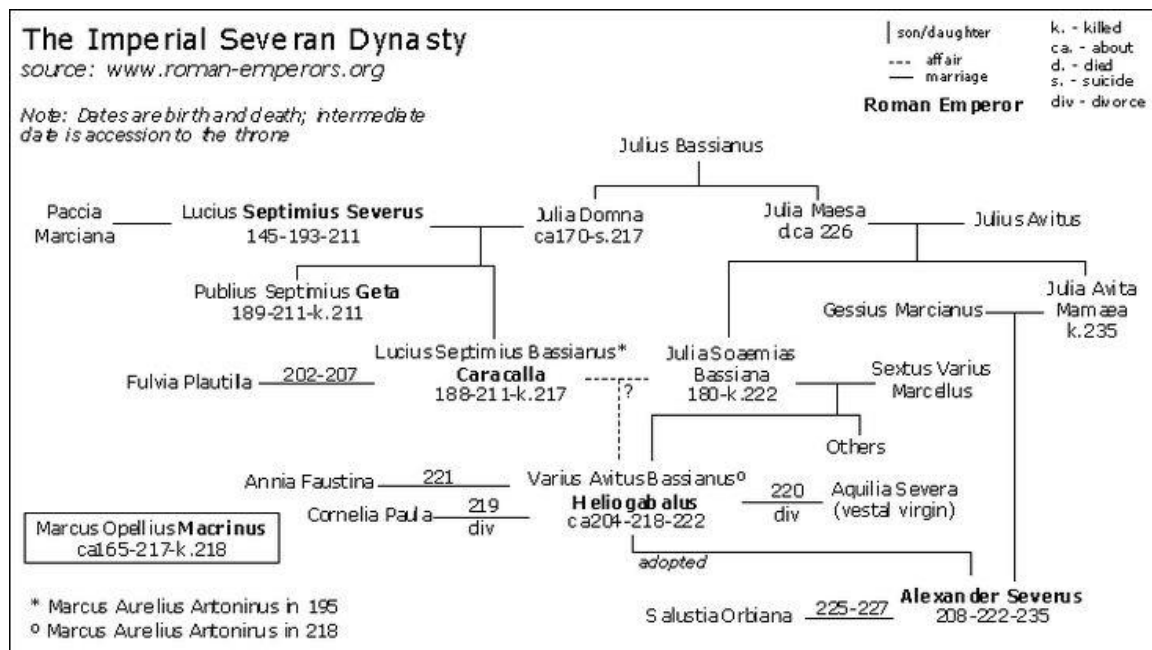 The Imperial Severan Dynasty
source: www.roman-emperors.org
Note: Dates are birth and death; intermediate
date is accession to the throne
son/daughter
affair
marriage
Roman Emperor
k. - killed
ca. - about
d. - died
s. - suicide
div - divorce
Julius Bassianus
Paccia
Marciana
Lucius Septimius Severus
145-193-211
Julia Domna
ca170-s.217
Julia Maesa
d.ca 226
Julius Avitus
Publius Septimius Geta
189-211-k.211
Gessius Marcianus
Julia Avita
Mamaea
k.235
Fulvia Plautilla
202-207
Lucius Septimius Bassianus*
Caracalla
188-211-k.217
?
Julia Soaemias
Bassiana
180-k.222
Sextus Varius
Marcellus
Others
Annia Faustina
221
Cornelia Paula
219
div
Varius Avitus Bassianusº
Heliogabalus
ca204-218-222
220
div
Aquilia Severa
(vestal virgin)
Marcus Opellius Macrinus
ca165-217-k.218
adopted
Salustia Orbiana
225-227
Alexander Severus
208-222-235
* Marcus Aurelius Antoninus in 195
º Marcus Aurelius Antoninus in 218